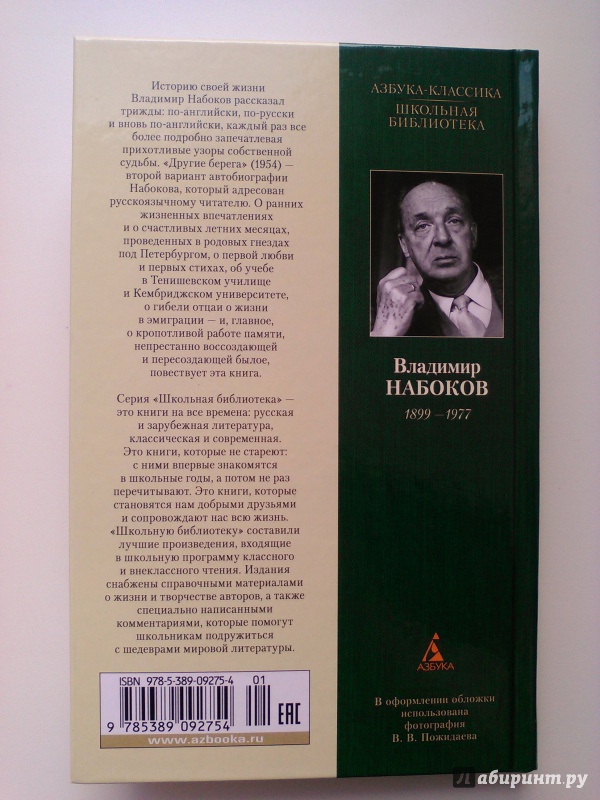 Историю своей жизни
Владимир Набоков рассказал
трижды: по-английски, по-русски
и вновь по-английски, каждый раз все
более подробно запечатлевая
прихотливые узоры собственной
судьбы. «Другие берега» (1954) —
второй вариант автобиографии
Набокова, который адресован
русскоязычному читателю. О ранних
жизненных впечатлениях
и о счастливых летних месяцах,
проведенных в родовых гнездах
под Петербургом, о первой любви
и первых стихах, об учебе
в Тенишевском училище
и Кембриджском университете,
о гибели отцаи о жизни
в эмиграции — и, главное,
о кропотливой работе памяти,
непрестанно воссоздающей
и пересоздающей былое,
повествует эта книга.
Серия «Школьная библиотека» —
это книги на все времена: русская
и зарубежная литература,
классическая и современная.
Это книги, которые не стареют:
с ними впервые знакомятся
в школьные годы, а потом не раз
перечитывают. Это книги, которые
становятся нам добрыми друзьями
и сопровождают нас всю жизнь.
«Школьную библиотеку» составили
лучшие произведения, входящие
в школьную программу классного
и внеклассного чтения. Издания
снабжены справочными материалами
о жизни и творчестве авторов, а также
специально написанными
комментариями, которые помогут
школьникам подружиться
с шедеврами мировой литературы.
ISBN 978-5-389-09275-4 01
9 785389 092754
EAC
www.azbooka.ru
АЗБУКА-КЛАССИКА
ШКОЛЬНАЯ
БИБЛИОТЕКА
Владимир
НАБОКОВ
1899 – 1977
АЗБУКА
В оформлении обложки
использована
фотография
В. В. Пожидаева
Лабиринт.ру